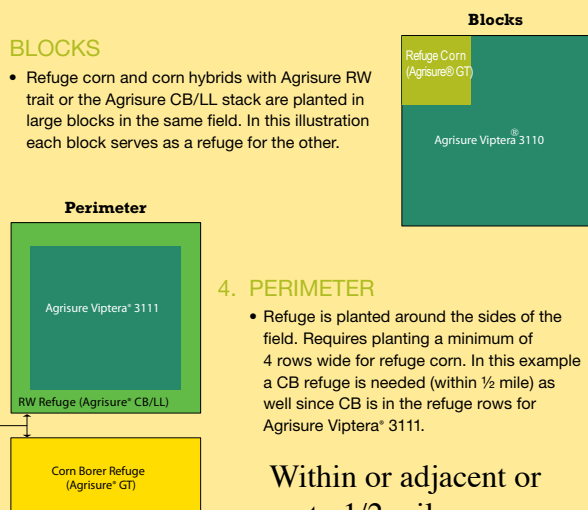 Blocks
BLOCKS
• Refuge corn and corn hybrids with Agrisure RW
trait or the Agrisure CB/LL stack are planted in
large blocks in the same field. In this illustration
each block serves as a refuge for the other.
Refuge Corn
(Agrisure® GT)
Agrisure Viptera® 3110
Perimeter
Agrisure Viptera® 3111
RW Refuge (Agrisure® CB/LL)
Corn Borer Refuge
(Agrisure® GT)
4. PERIMETER
• Refuge is planted around the sides of the
field. Requires planting a minimum of
4 rows wide for refuge corn. In this example
a CB refuge is needed (within ½ mile) as
well since CB is in the refuge rows for
Agrisure Viptera® 3111.
Within or adjacent or